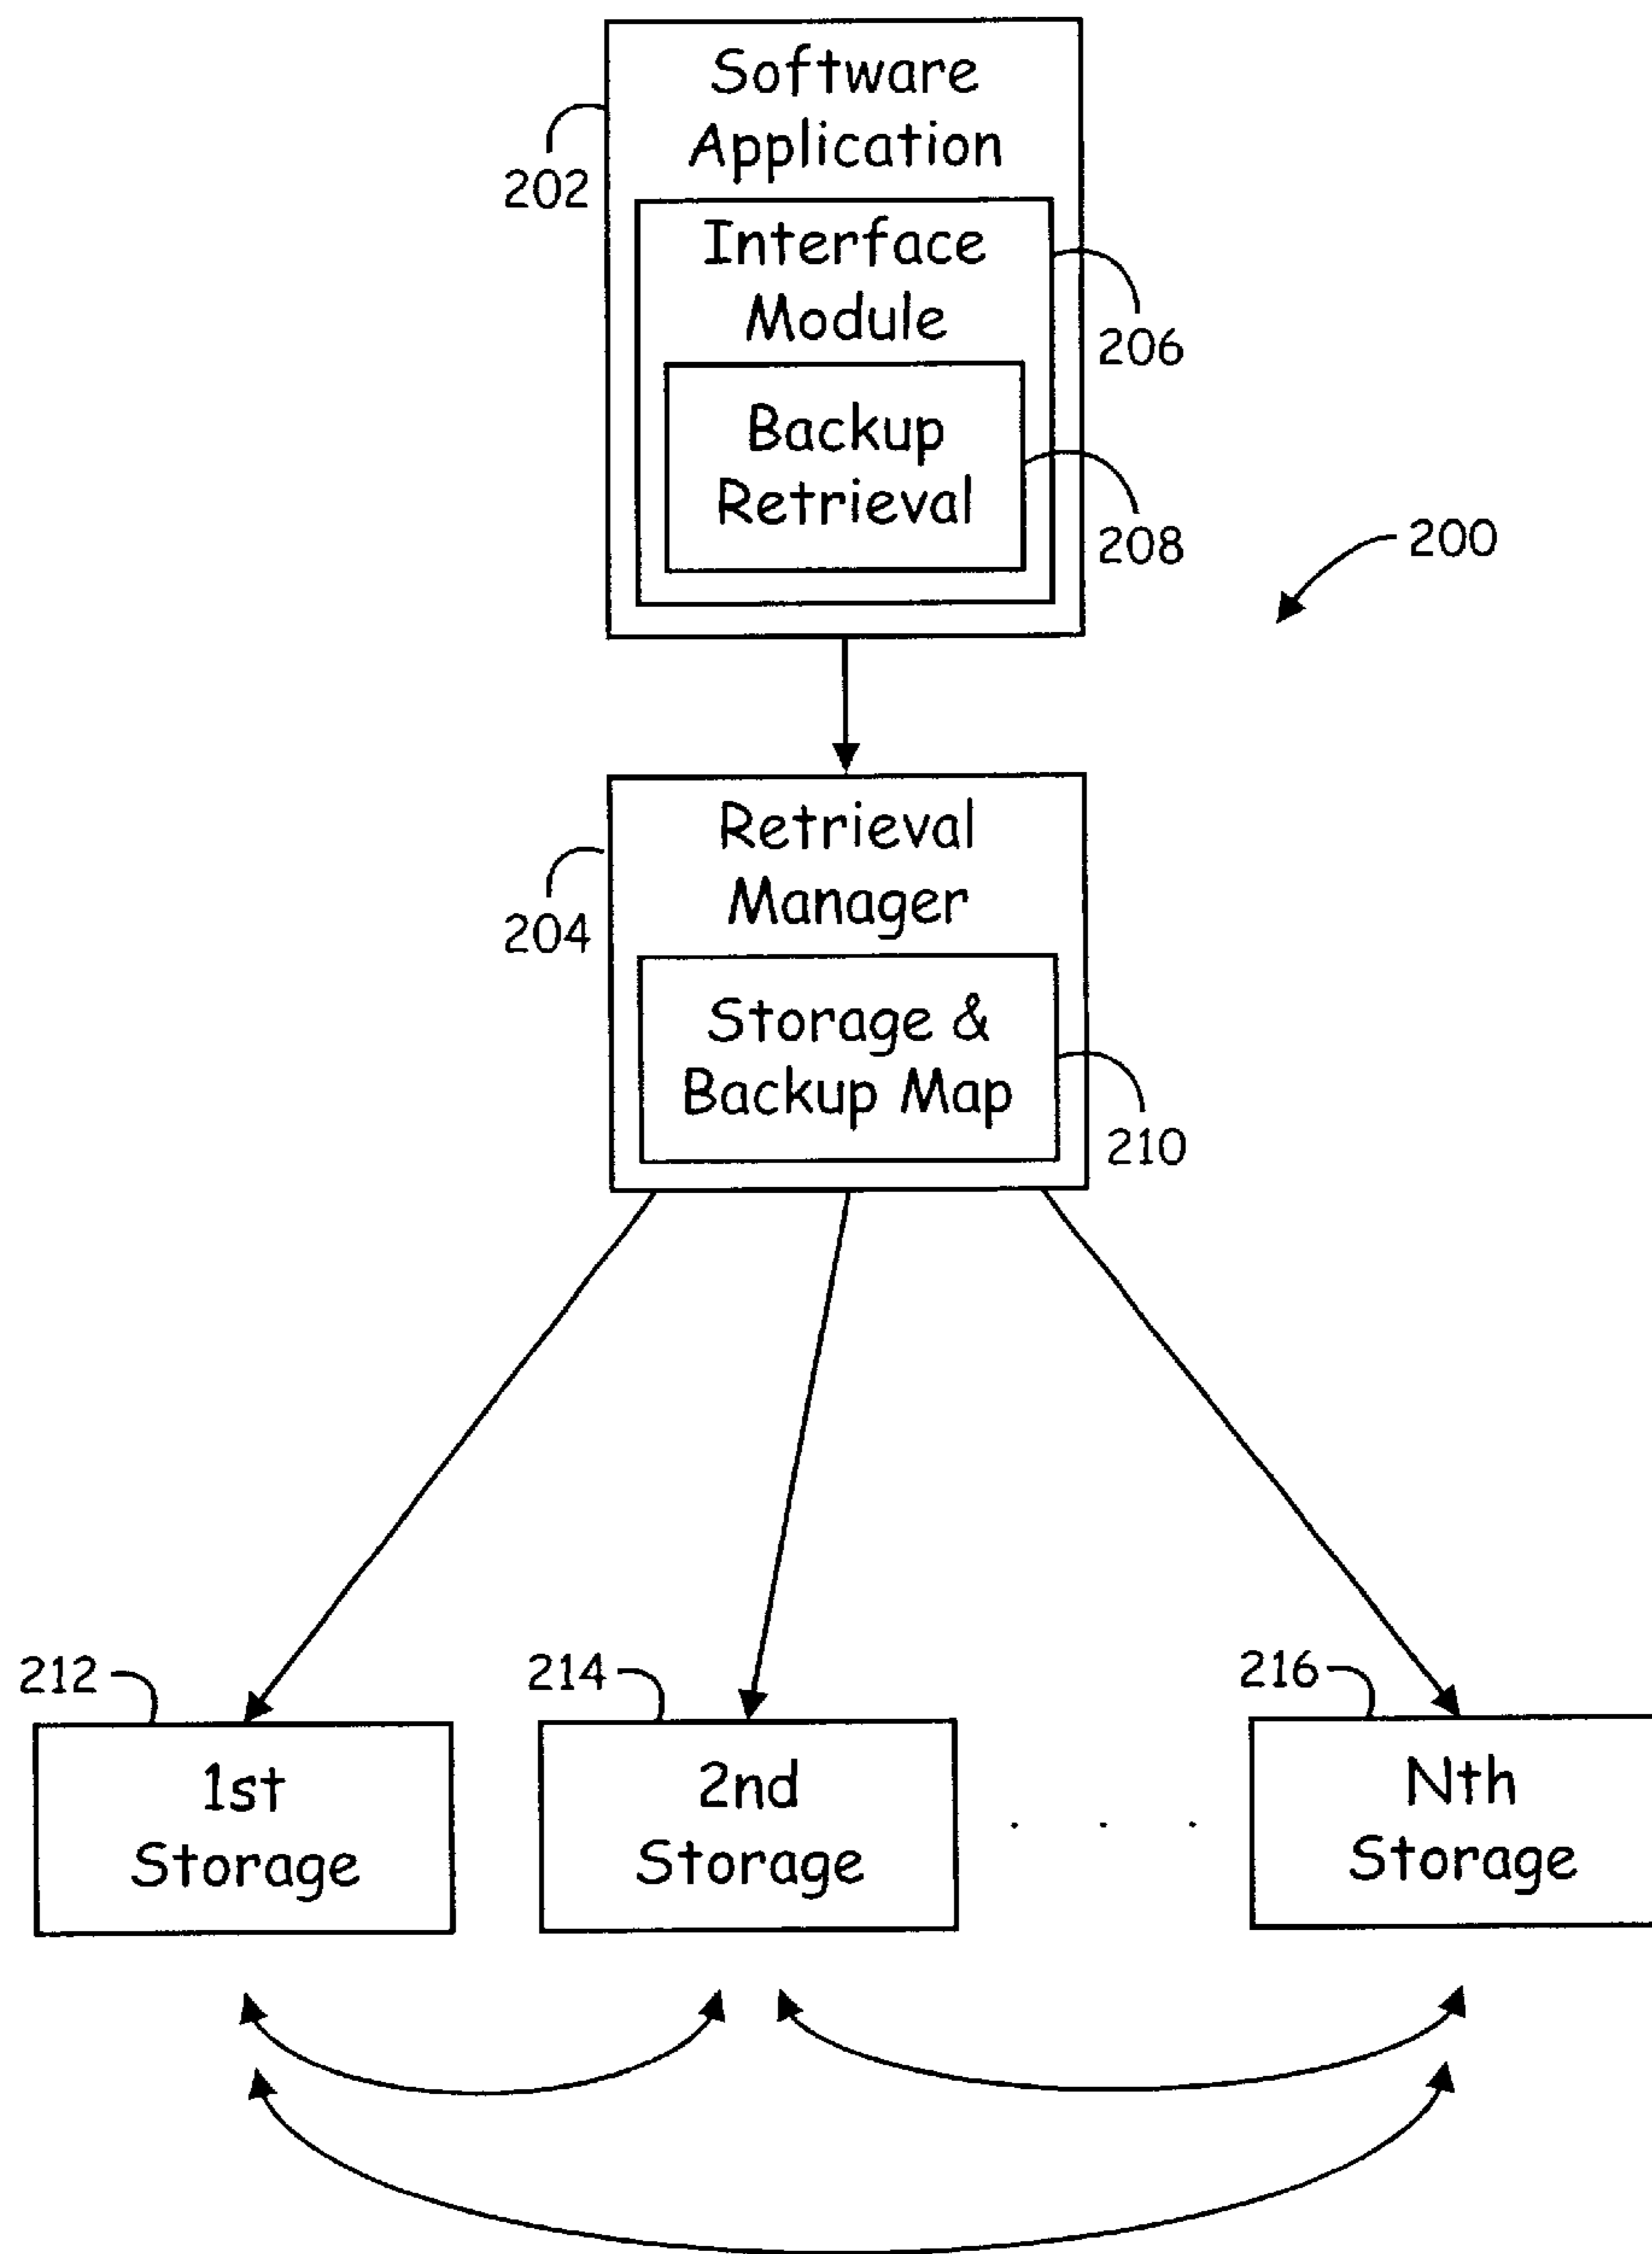 Software
Application
202
Interface
Module
206
Backup
Retrieval
208
200
Retrieval
Manager
204
Storage &
Backup Map
210
212
214
216
1st
Storage
2nd
Storage
. . .
Nth
Storage